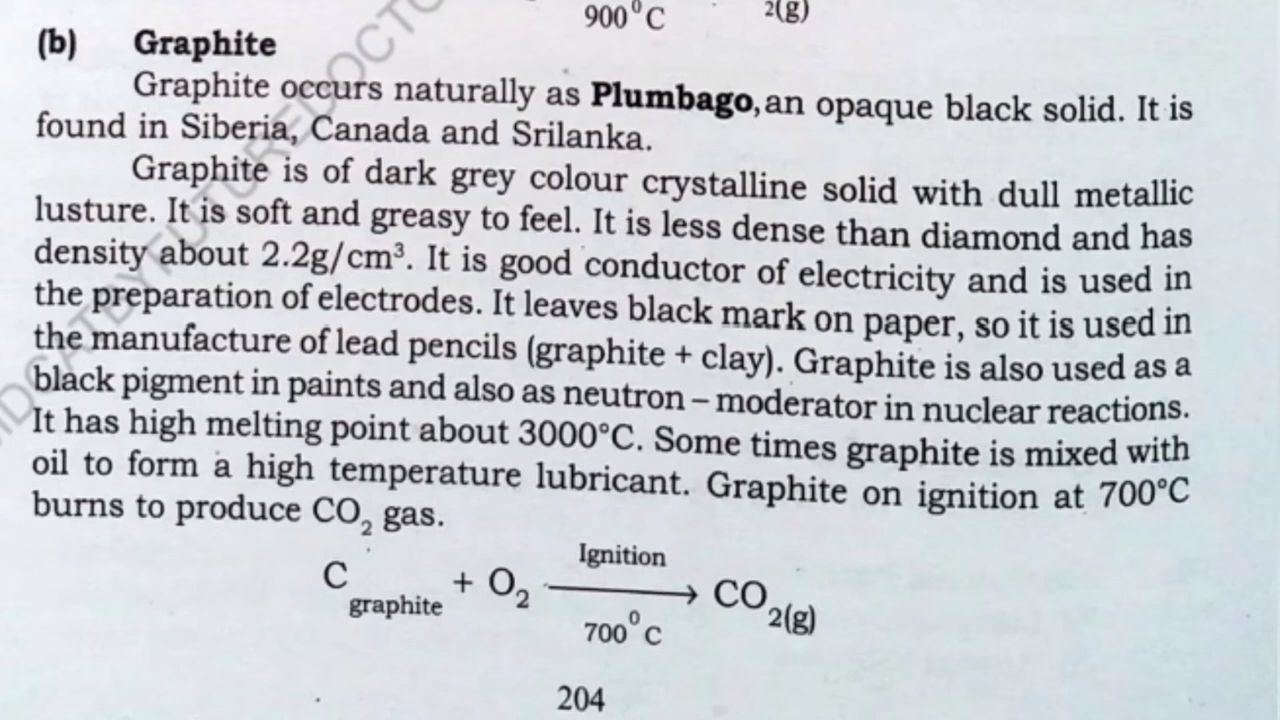 900⁰C 2(g)
(b) Graphite
Graphite occurs naturally as Plumbago, an opaque black solid. It is
found in Siberia, Canada and Srilanka.
Graphite is of dark grey colour crystalline solid with dull metallic
lusture. It is soft and greasy to feel. It is less dense than diamond and has
density about 2.2g/cm³. It is good conductor of electricity and is used in
the preparation of electrodes. It leaves black mark on paper, so it is used in
the manufacture of lead pencils (graphite + clay). Graphite is also used as a
black pigment in paints and also as neutron – moderator in nuclear reactions.
It has high melting point about 3000°C. Some times graphite is mixed with
oil to form a high temperature lubricant. Graphite on ignition at 700°C
burns to produce CO₂ gas.
Ignition
C graphite + O₂ → CO₂(g)
700⁰C
204